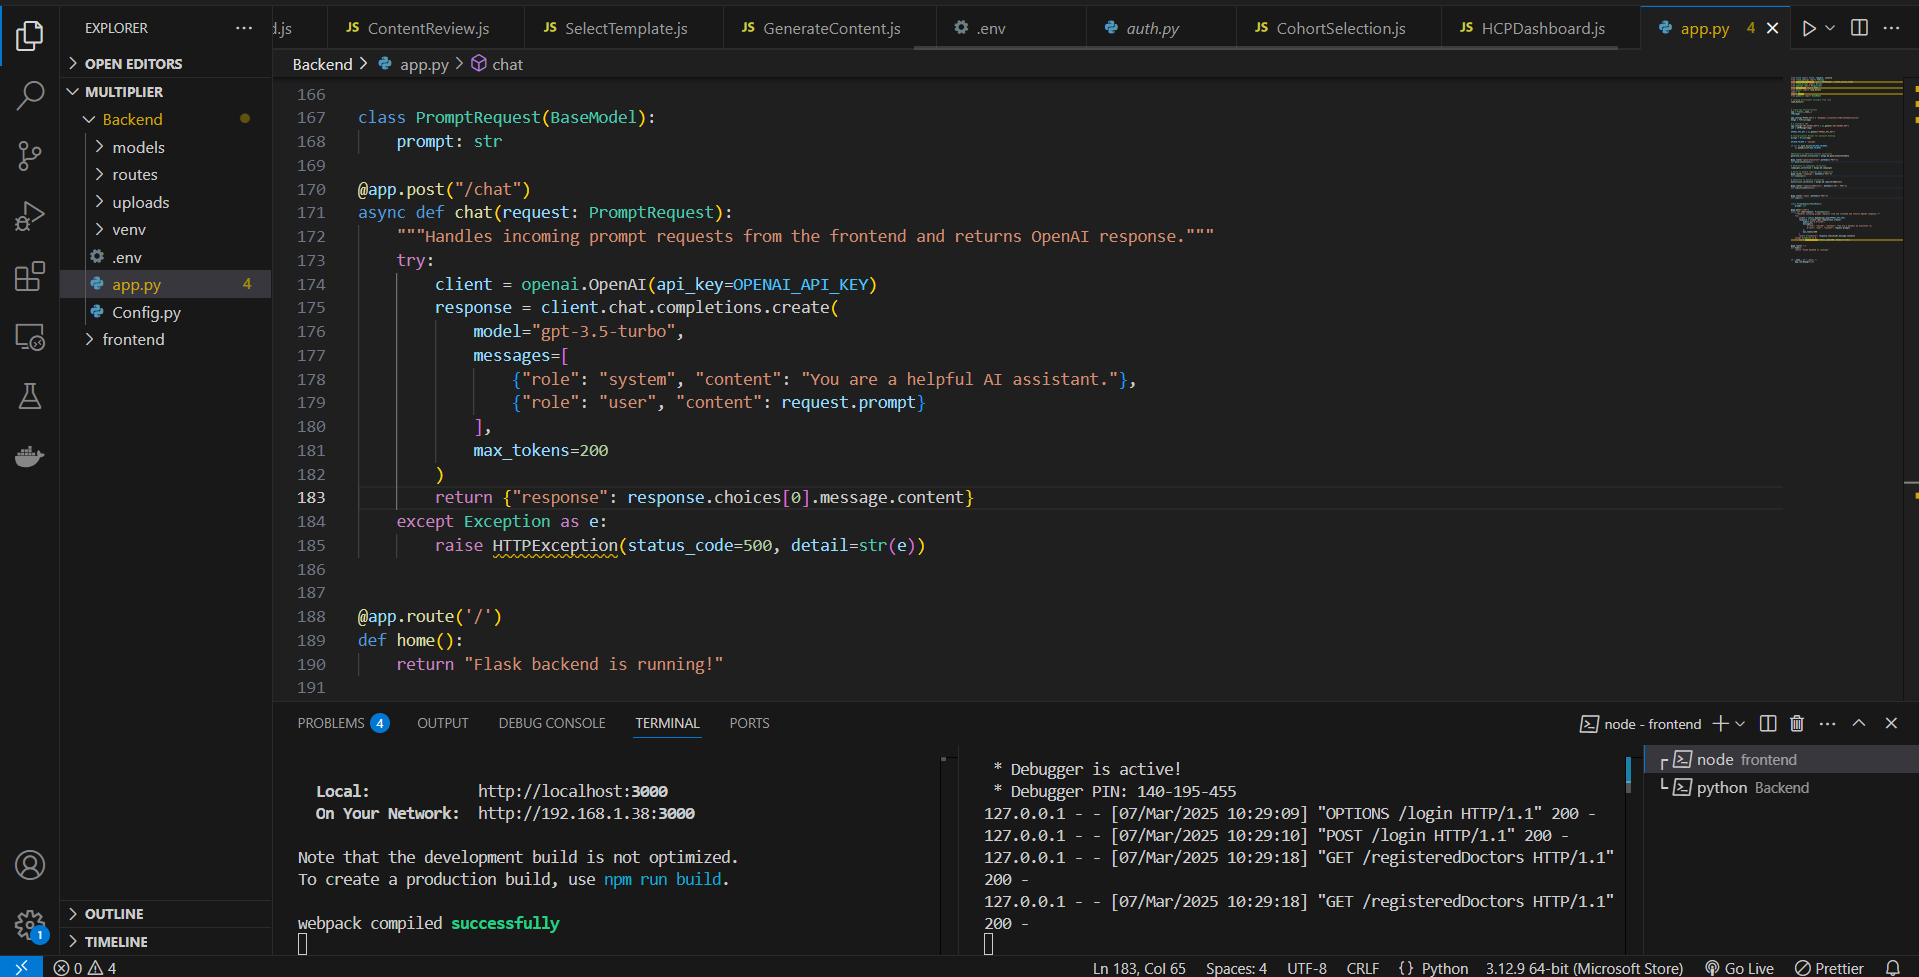 EXPLORER
OPEN EDITORS
MULTIPLIER
Backend
models
routes
uploads
venv
.env
app.py 4
Config.py
frontend
OUTLINE
TIMELINE
1
d.js
JS ContentReview.js
JS SelectTemplate.js
JS GenerateContent.js
.env
auth.py
JS CohortSelection.js
JS HCPDashboard.js
app.py 4
Backend > app.py > chat
166
167 class PromptRequest(BaseModel):
168     prompt: str
169
170 @app.post("/chat")
171 async def chat(request: PromptRequest):
172     """Handles incoming prompt requests from the frontend and returns OpenAI response."""
173     try:
174         client = openai.OpenAI(api_key=OPENAI_API_KEY)
175         response = client.chat.completions.create(
176             model="gpt-3.5-turbo",
177             messages=[
178                 {"role": "system", "content": "You are a helpful AI assistant."},
179                 {"role": "user", "content": request.prompt}
180             ],
181             max_tokens=200
182         )
183         return {"response": response.choices[0].message.content}
184     except Exception as e:
185         raise HTTPException(status_code=500, detail=str(e))
186
187
188 @app.route('/')
189 def home():
190     return "Flask backend is running!"
191
PROBLEMS 4 OUTPUT DEBUG CONSOLE TERMINAL PORTS
node - frontend
Local: http://localhost:3000
On Your Network: http://192.168.1.38:3000
Note that the development build is not optimized.
To create a production build, use npm run build.
webpack compiled successfully
* Debugger is active!
* Debugger PIN: 140-195-455
127.0.0.1 - - [07/Mar/2025 10:29:09] "OPTIONS /login HTTP/1.1" 200 -
127.0.0.1 - - [07/Mar/2025 10:29:10] "POST /login HTTP/1.1" 200 -
127.0.0.1 - - [07/Mar/2025 10:29:18] "GET /registeredDoctors HTTP/1.1"
200 -
127.0.0.1 - - [07/Mar/2025 10:29:18] "GET /registeredDoctors HTTP/1.1"
200 -
node frontend
python Backend
0 4
Ln 183, Col 65 Spaces: 4 UTF-8 CRLF {} Python 3.12.9 64-bit (Microsoft Store) Go Live Prettier